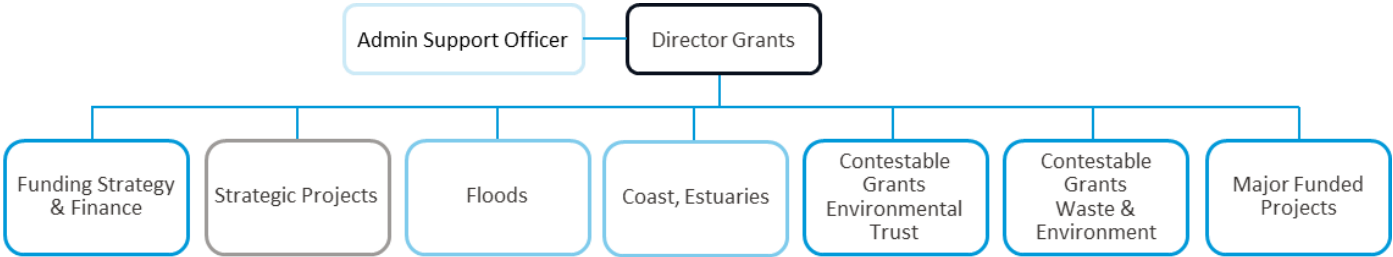 Admin Support Officer
Director Grants
Funding Strategy
& Finance
Strategic Projects
Floods
Coast, Estuaries
Contestable
Grants
Environmental
Trust
Contestable
Grants
Waste &
Environment
Major Funded
Projects